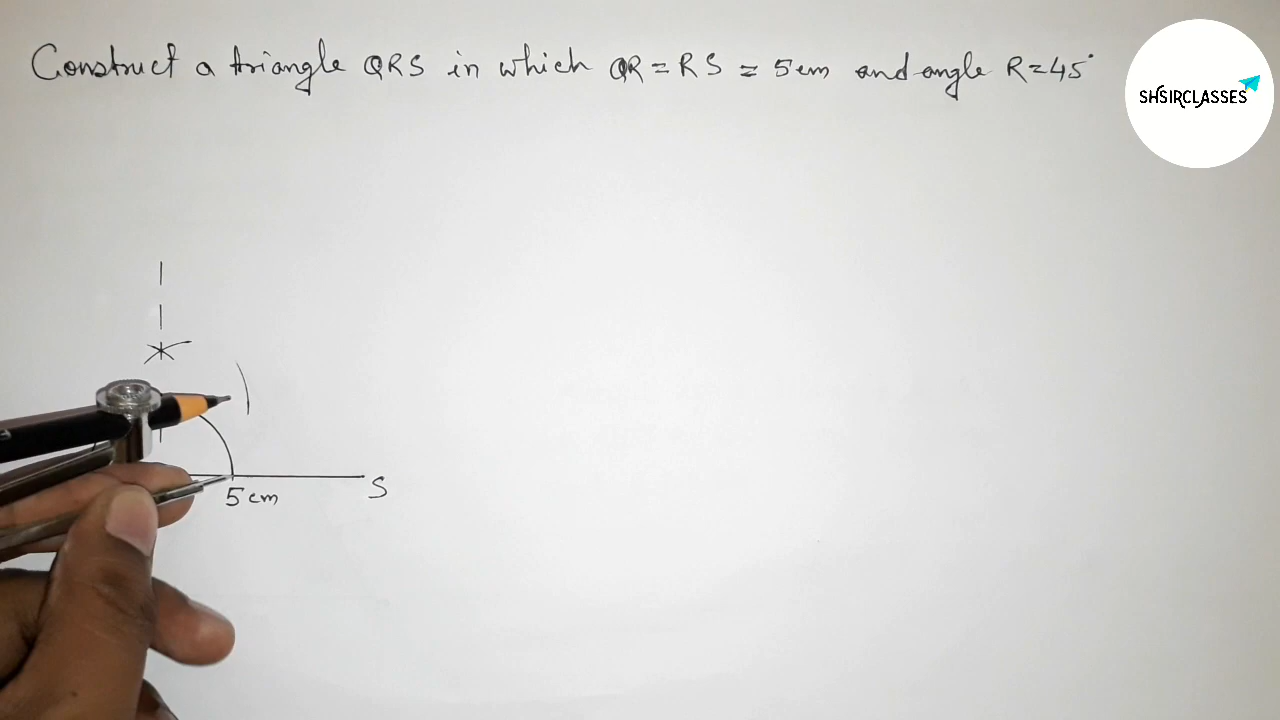 Construct a triangle QRS in which QR = RS = 5cm and angle R = 45°
SHSIRCLASSES
5cm
S